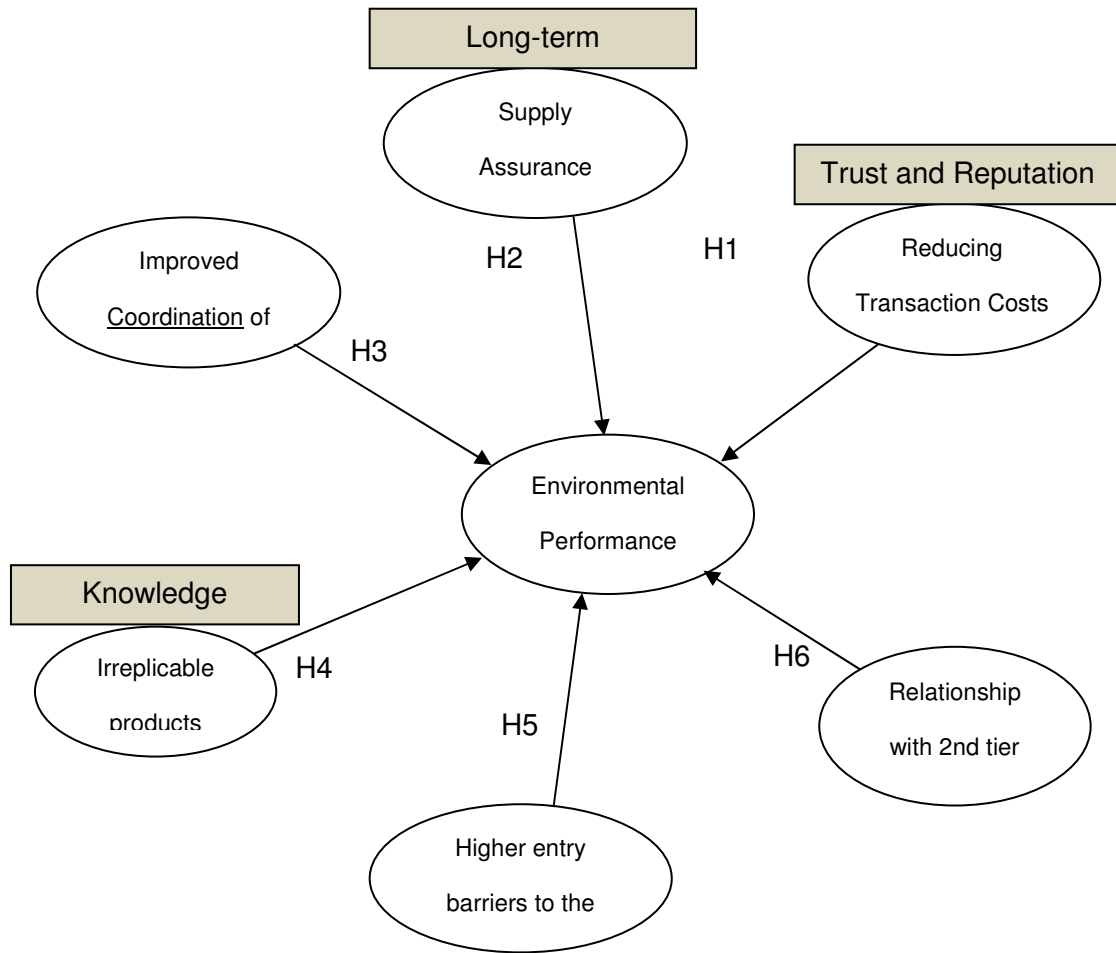 Long-term
Supply
Assurance
Trust and Reputation
Reducing
Transaction Costs
H2
H1
Improved
Coordination of
H3
Environmental
Performance
Knowledge
Irreplicable
products
H4
H5
H6
Relationship
with 2nd tier
Higher entry
barriers to the